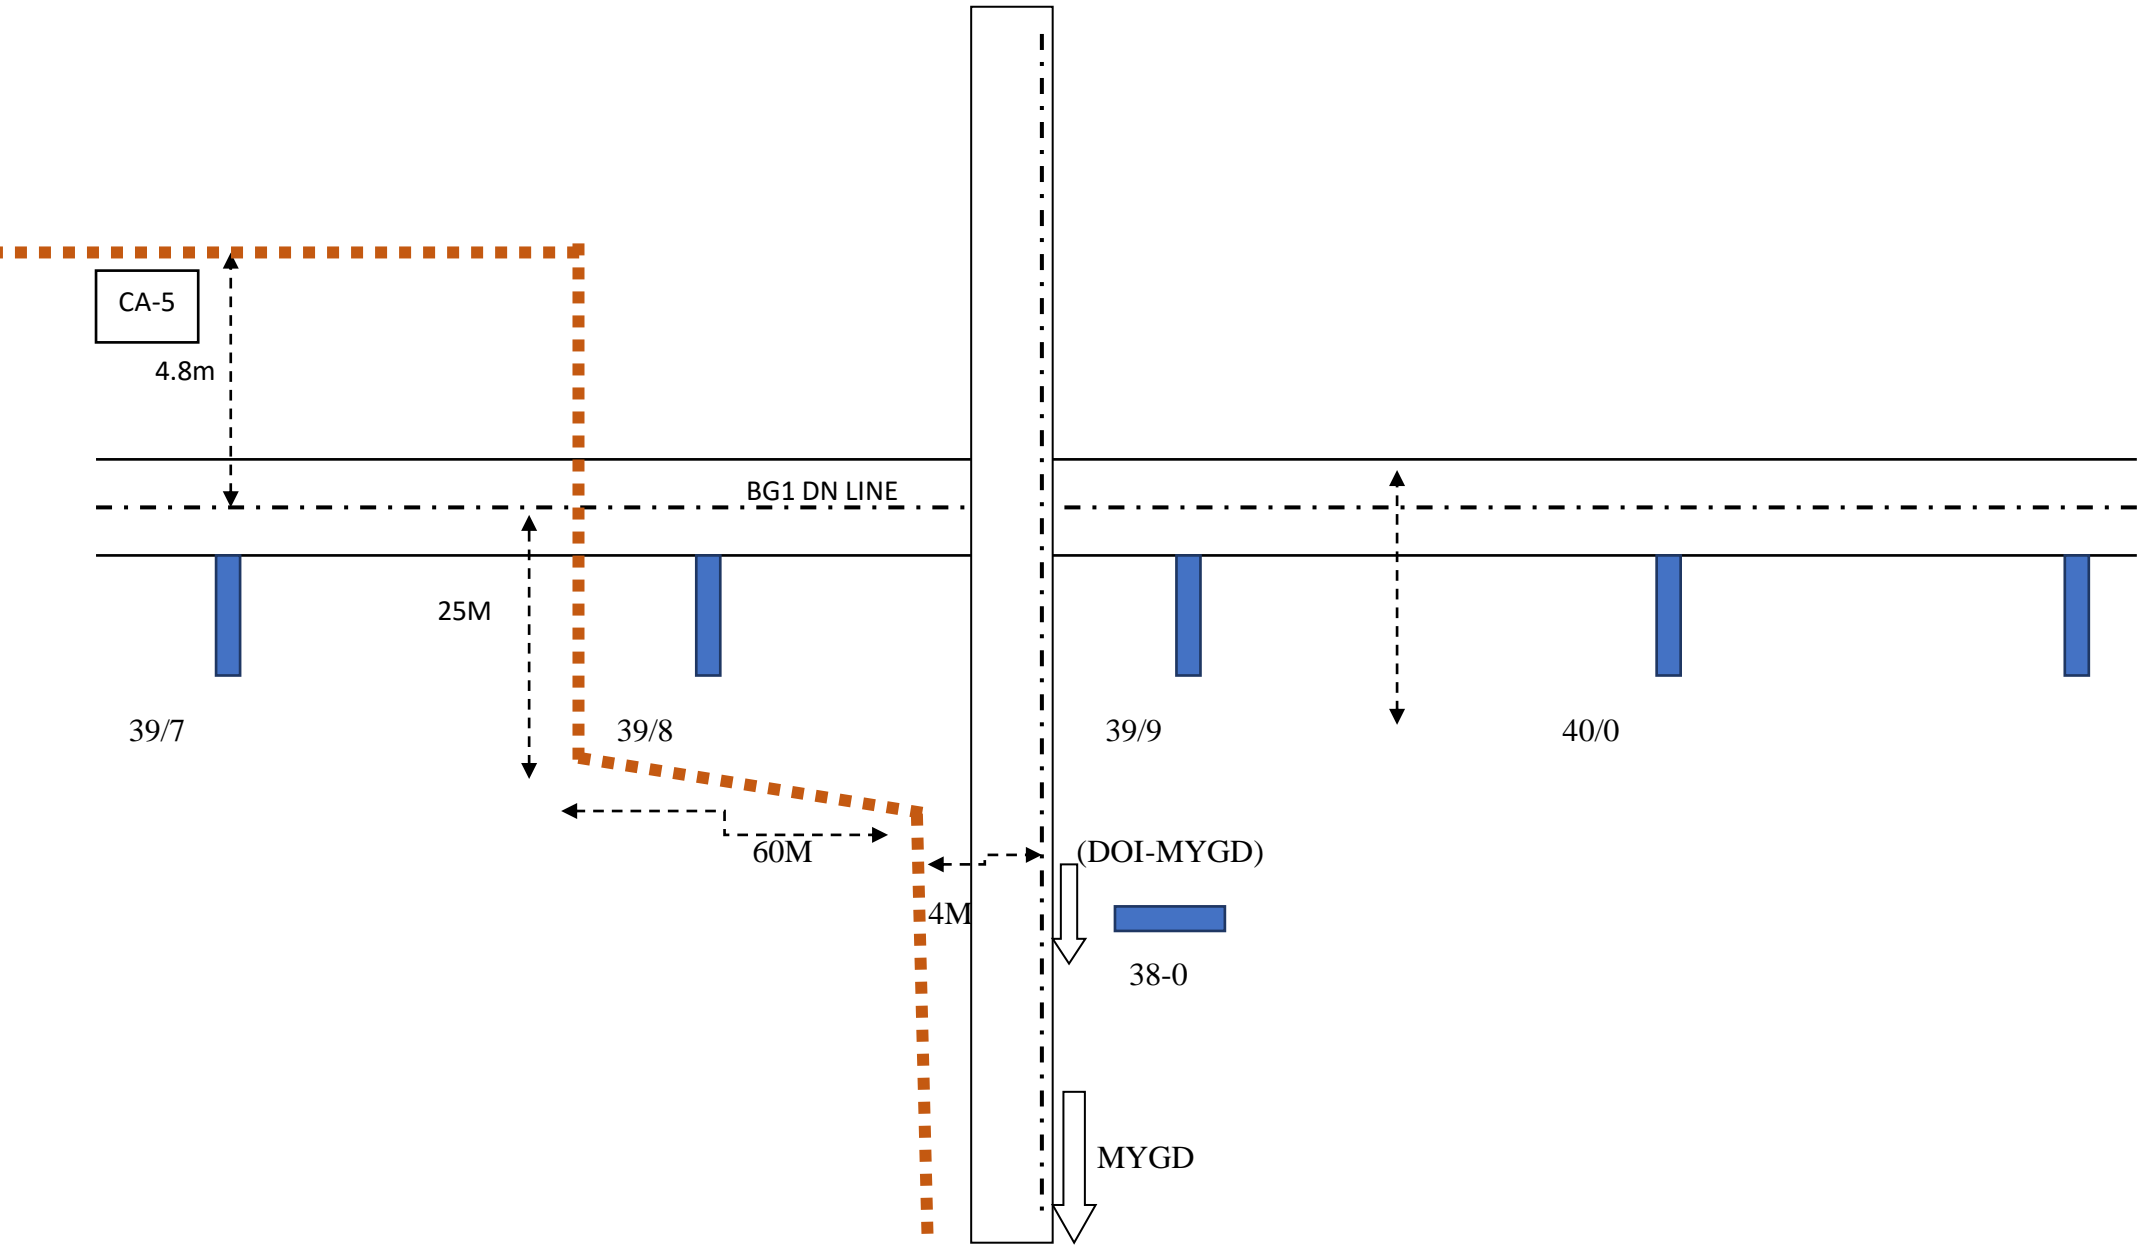 CA-5
4.8m
BG1 DN LINE
25M
39/7
39/8
39/9
40/0
60M
(DOI-MYGD)
4M
38-0
MYGD